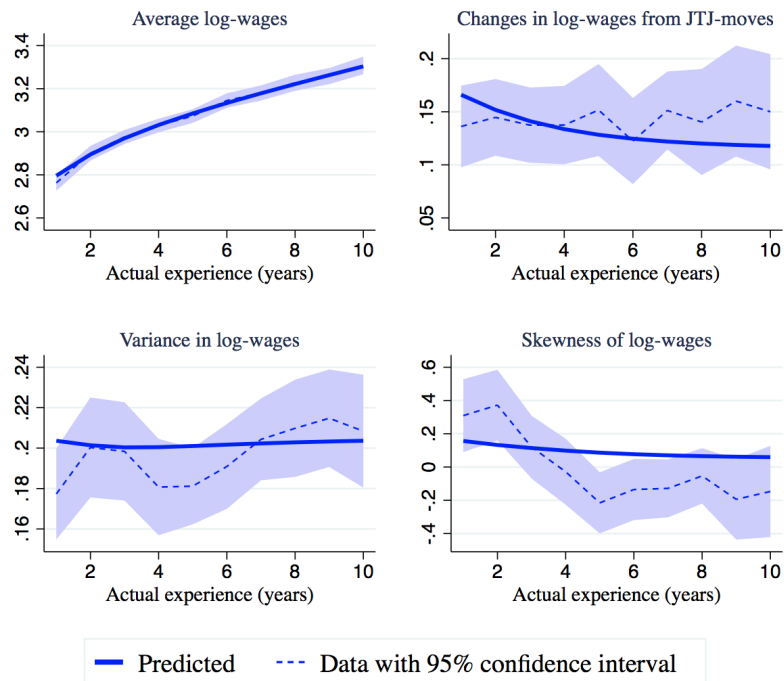 Average log-wages
3.4
3.2
3
2.8
2.6
2 4 6 8 10
Actual experience (years)
Changes in log-wages from JTJ-moves
.2
.15
.1
.05
2 4 6 8 10
Actual experience (years)
Variance in log-wages
.24
.22
.2
.18
.16
2 4 6 8 10
Actual experience (years)
Skewness of log-wages
.6
.4
.2
0
-.2
-.4
2 4 6 8 10
Actual experience (years)
Predicted Data with 95% confidence interval